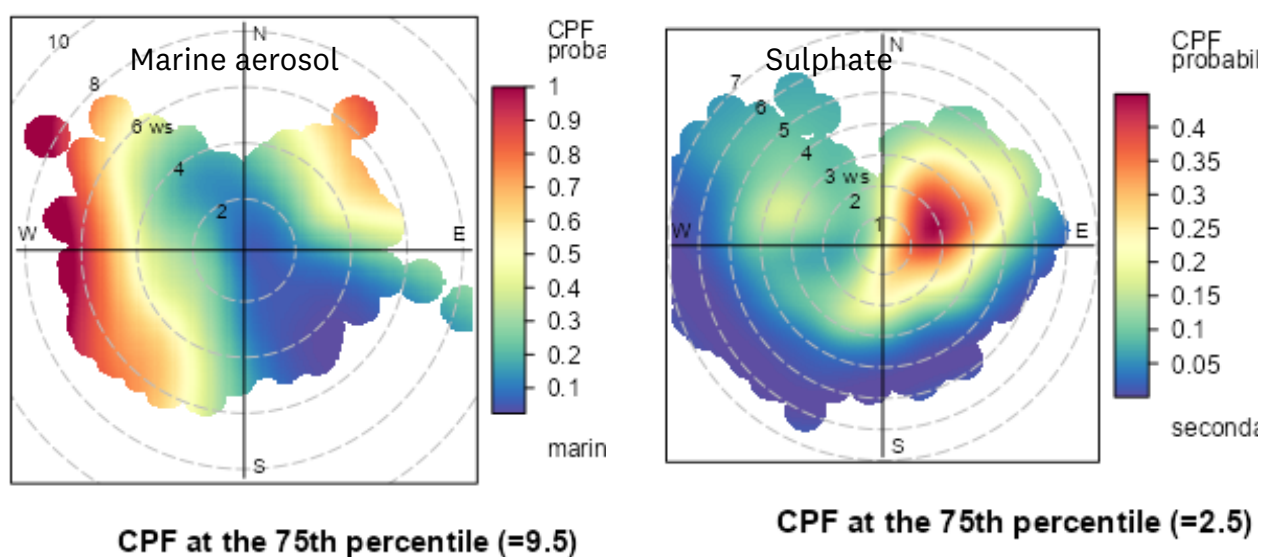 Marine aerosol
10
8
6 ws
4
2
N
W
E
S
CPF
proba
1
0.9
0.8
0.7
0.6
0.5
0.4
0.3
0.2
0.1
marin
CPF at the 75th percentile (=9.5)
Sulphate
7
6
5
4
3 ws
2
1
N
W
E
S
CPF
probabil
0.4
0.35
0.3
0.25
0.2
0.15
0.1
0.05
seconda
CPF at the 75th percentile (=2.5)